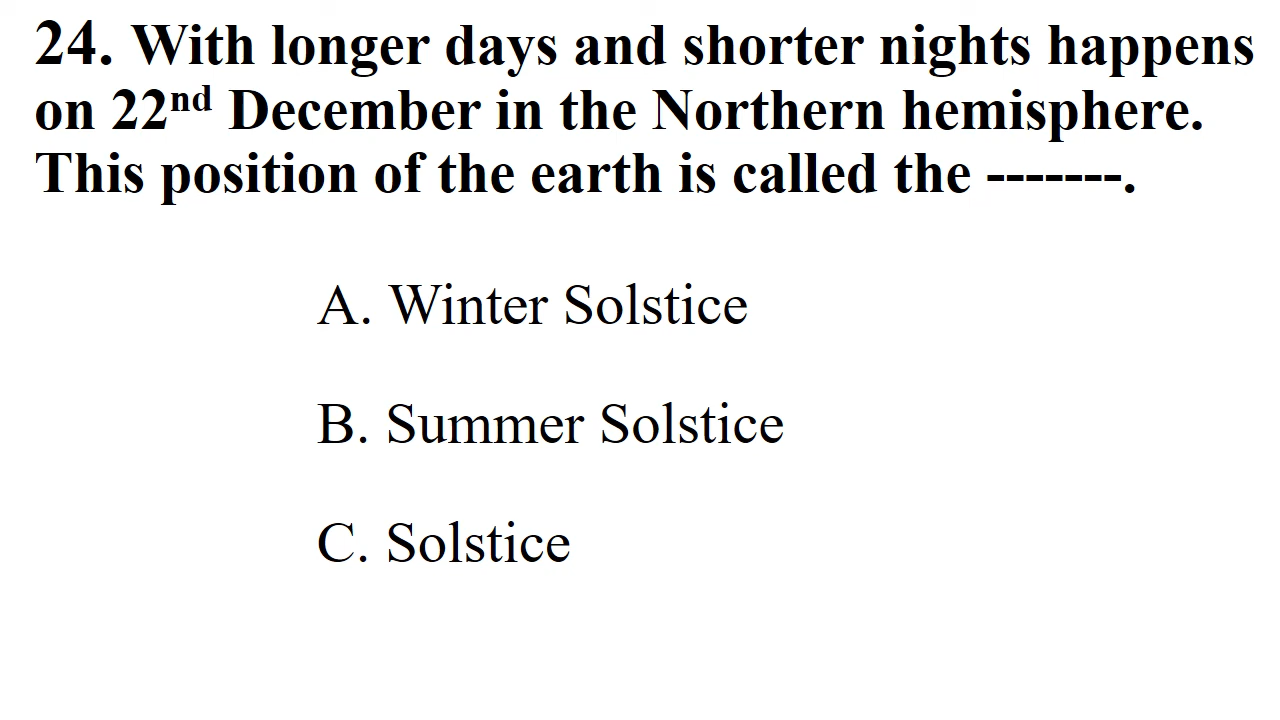 24. With longer days and shorter nights happens
on 22nd December in the Northern hemisphere.
This position of the earth is called the -------.
A. Winter Solstice
B. Summer Solstice
C. Solstice